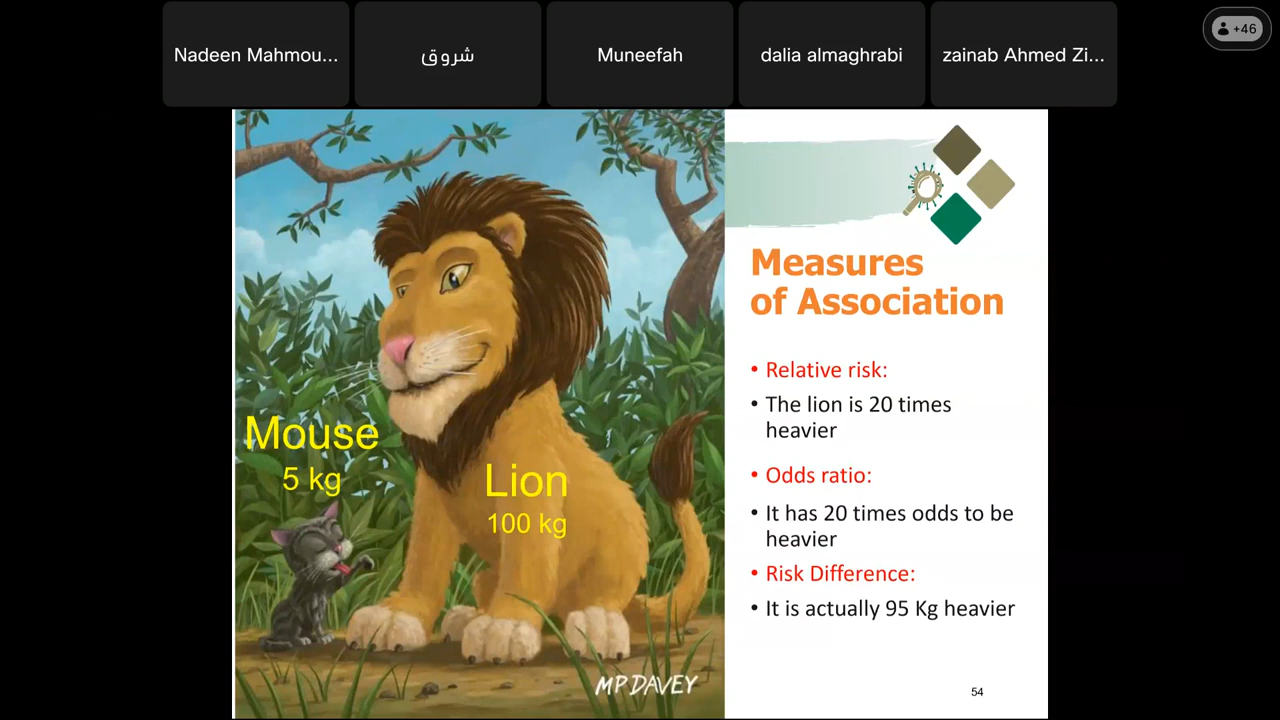 Nadeen Mahmou...
شروق
Muneefah
dalia almaghrabi
zainab Ahmed Zi...
+46
Mouse
5 kg
Lion
100 kg
MP DAVEY
Measures
of Association
• Relative risk:
• The lion is 20 times
heavier
• Odds ratio:
• It has 20 times odds to be
heavier
• Risk Difference:
• It is actually 95 Kg heavier
54